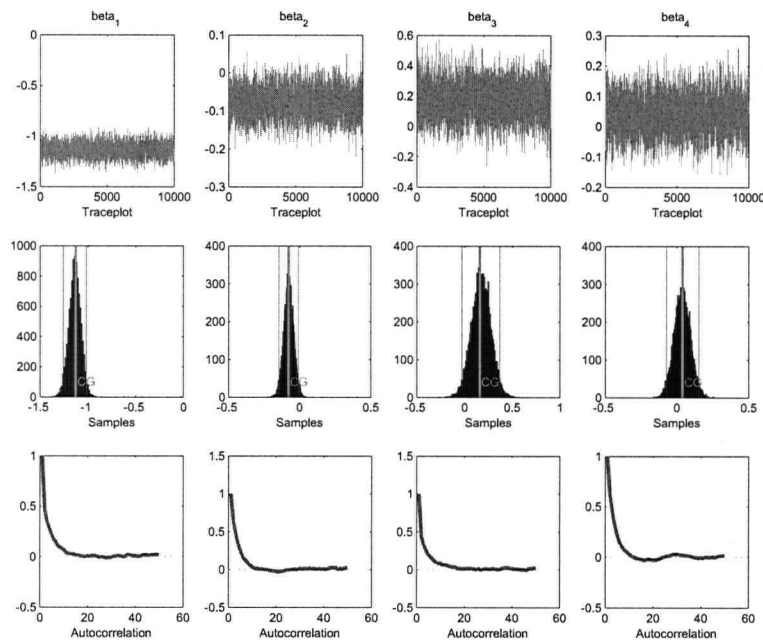 beta1 beta2 beta3 beta4
0 0.1 0.6 0.3
-0.5 0 0.4 0.2
-1 -0.1 0.2 0.1
-1.5 -0.2 0 0
-0.3 -0.2 -0.1
-0.4 -0.2
0 5000 10000 0 5000 10000 0 5000 10000 0 5000 10000
Traceplot Traceplot Traceplot Traceplot
1000 400 400 400
800 300 300 300
600 200 200 200
400 100 100 100
200 0 0 0
0
CG CG CG CG
-1.5 -1 -0.5 0 -0.5 0 0.5 -0.5 0 0.5 1 -0.5 0 0.5
Samples Samples Samples Samples
1 1.5 1.5 1
0.5 1 1 0.5
0 0.5 0.5 0
-0.5 0 0 -0.5
-0.5 -0.5
0 20 40 60 0 20 40 60 0 20 40 60 0 20 40 60
Autocorrelation Autocorrelation Autocorrelation Autocorrelation